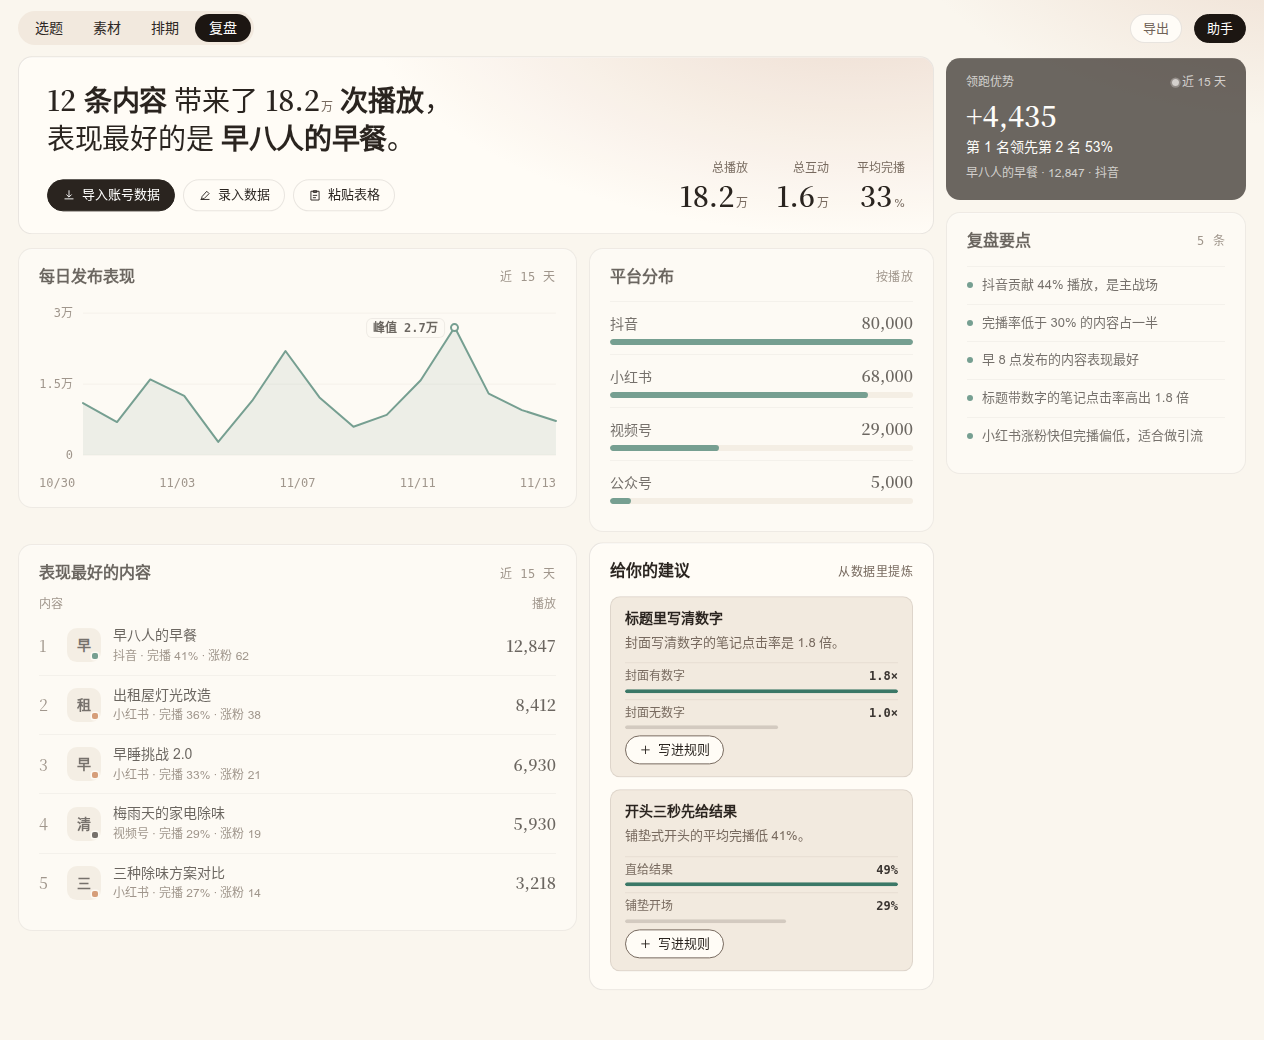 选题 素材 排期 复盘
导出 助手
12 条内容 带来了 18.2万 次播放，
表现最好的是 早八人的早餐。
导入账号数据 录入数据 粘贴表格
总播放 总互动 平均完播
18.2万 1.6万 33%
领跑优势 近 15 天
+4,435
第 1 名领先第 2 名 53%
早八人的早餐 · 12,847 · 抖音
每日发布表现 近 15 天
3万
峰值 2.7万
1.5万
0
10/30 11/03 11/07 11/11 11/13
平台分布 按播放
抖音 80,000
小红书 68,000
视频号 29,000
公众号 5,000
复盘要点 5 条
抖音贡献 44% 播放，是主战场
完播率低于 30% 的内容占一半
早 8 点发布的内容表现最好
标题带数字的笔记点击率高出 1.8 倍
小红书涨粉快但完播偏低，适合做引流
表现最好的内容 近 15 天
内容 播放
1 早 早八人的早餐 12,847
抖音 · 完播 41% · 涨粉 62
2 租 出租屋灯光改造 8,412
小红书 · 完播 36% · 涨粉 38
3 早 早睡挑战 2.0 6,930
小红书 · 完播 33% · 涨粉 21
4 清 梅雨天的家电除味 5,930
视频号 · 完播 29% · 涨粉 19
5 三 三种除味方案对比 3,218
小红书 · 完播 27% · 涨粉 14
给你的建议 从数据里提炼
标题里写清数字
封面写清数字的笔记点击率是 1.8 倍。
封面有数字 1.8×
封面无数字 1.0×
写进规则
开头三秒先给结果
铺垫式开头的平均完播低 41%。
直给结果 49%
铺垫开场 29%
写进规则